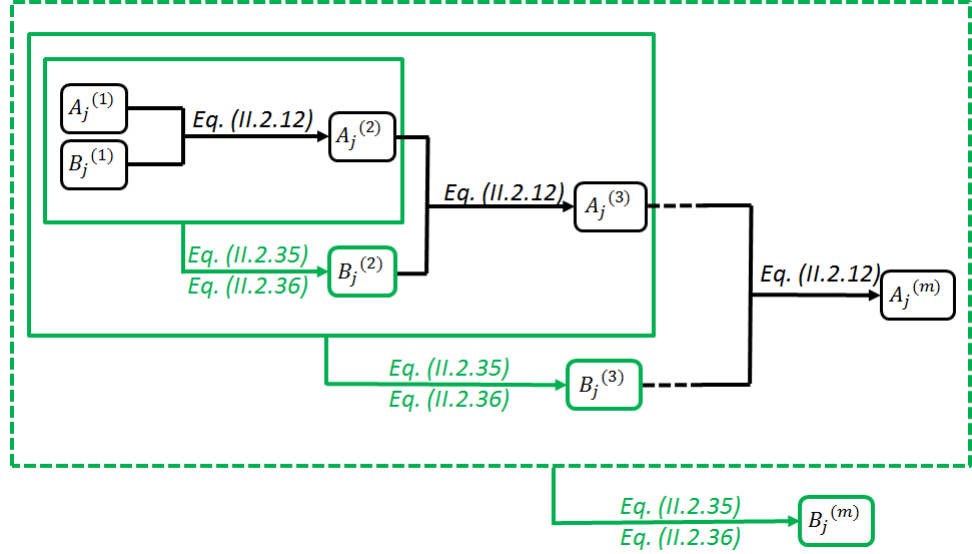 A_j^(1)
Eq. (II.2.12)
A_j^(2)
B_j^(1)
Eq. (II.2.12)
A_j^(3)
Eq. (II.2.35)
B_j^(2)
Eq. (II.2.36)
Eq. (II.2.12)
A_j^(m)
Eq. (II.2.35)
B_j^(3)
Eq. (II.2.36)
Eq. (II.2.35)
B_j^(m)
Eq. (II.2.36)